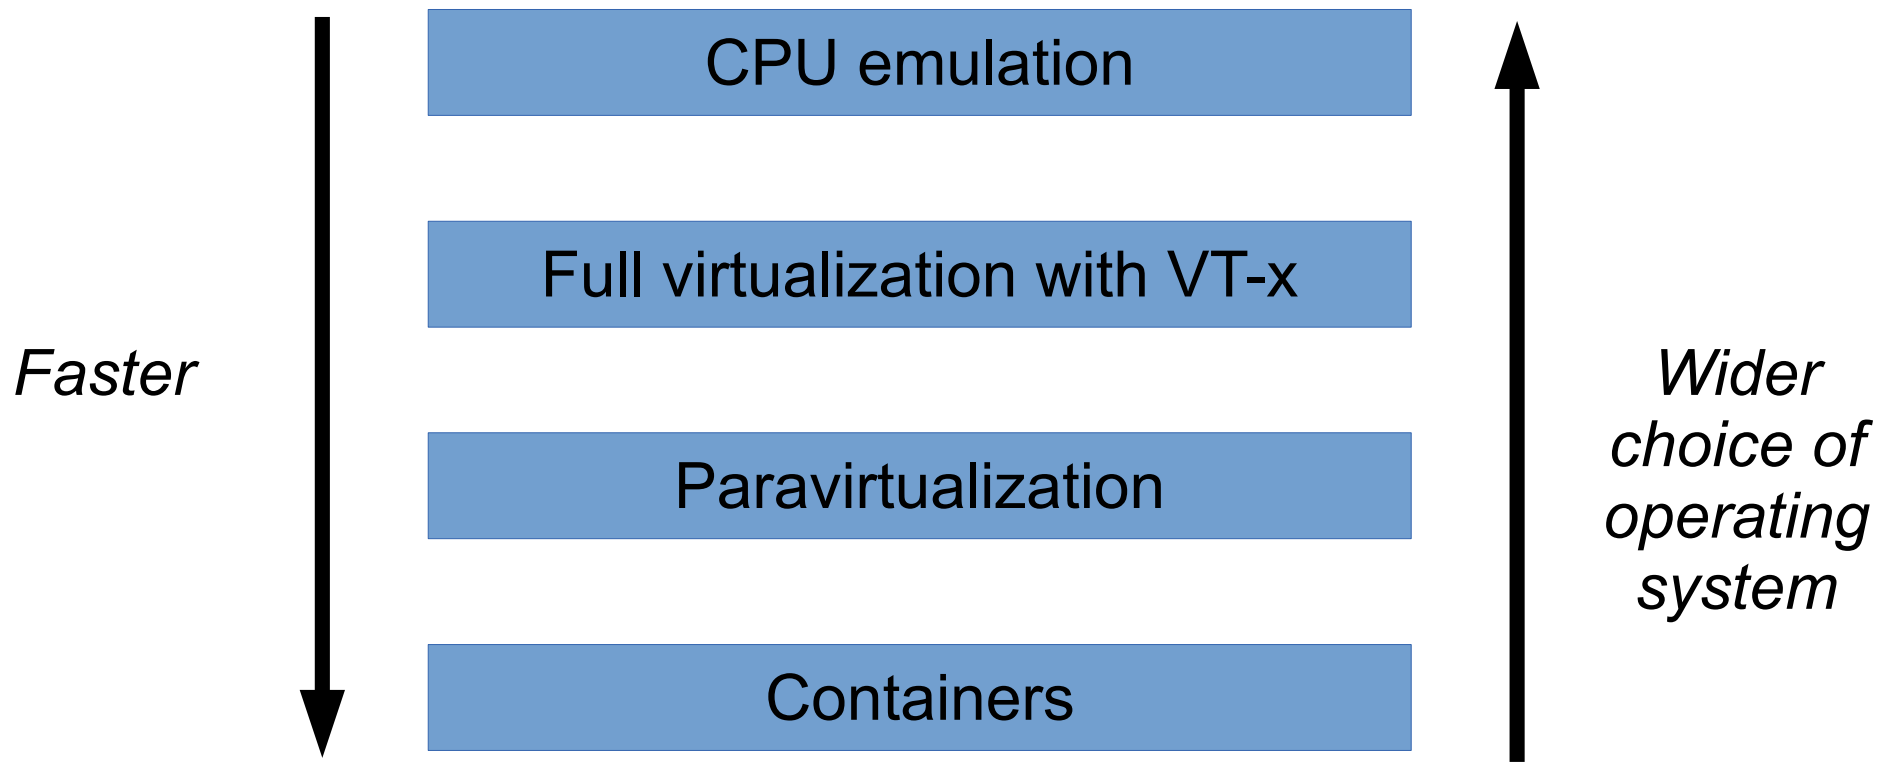 CPU emulation
Full virtualization with VT-x
Faster
Wider
choice of
operating
system
Paravirtualization
Containers